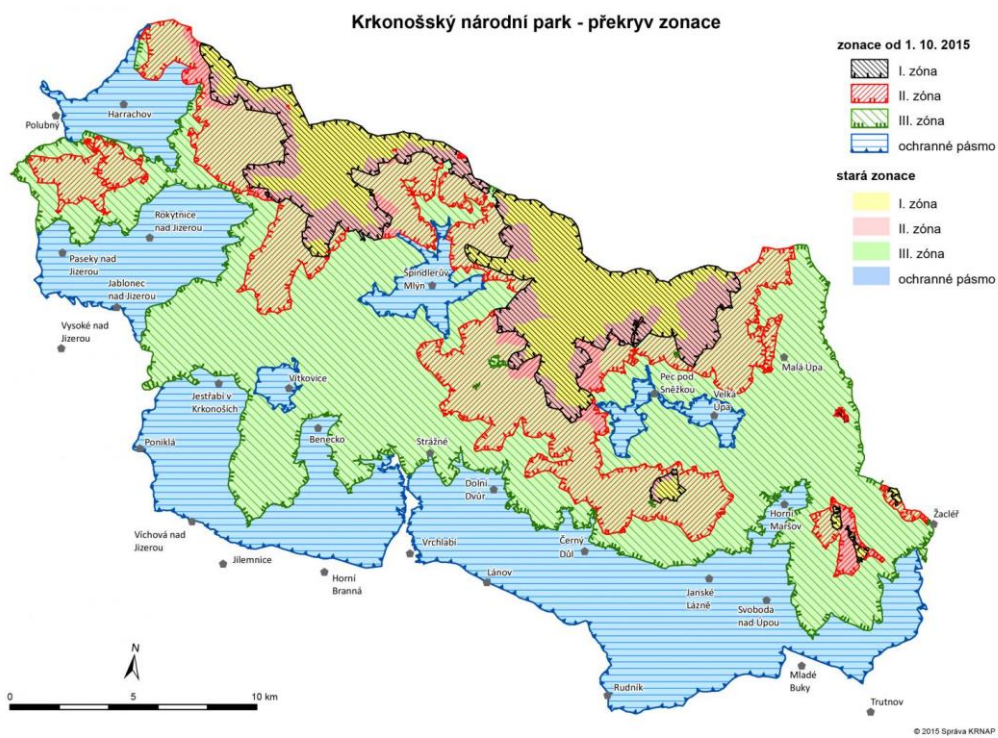 Krkonošský národní park - překryv zonace
zonace od 1. 10. 2015
I. zóna
II. zóna
III. zóna
ochranné pásmo
stará zonace
I. zóna
II. zóna
III. zóna
ochranné pásmo
Harrachov
Polubný
Rokytnice
nad Jizerou
Paseky nad
Jizerou
Jablonec
nad Jizerou
Špindlerův
Mlýn
Vysoké nad
Jizerou
Malá Úpa
Vítkovice
Jestřabí v
Krkonoších
Pec pod
Sněžkou
Velká
Úpa
Benecko
Poniklá
Strážné
Dolní
Dvůr
Horní
Maršov
Žacléř
Víchová nad
Jizerou
Jilemnice
Vrchlabí
Černý
Důl
Horní
Branná
Lánov
Janské
Lázně
Svoboda
nad Úpou
N
Mladé
Buky
Rudník
Trutnov
0 5 10 km
© 2015 Správa KRNAP